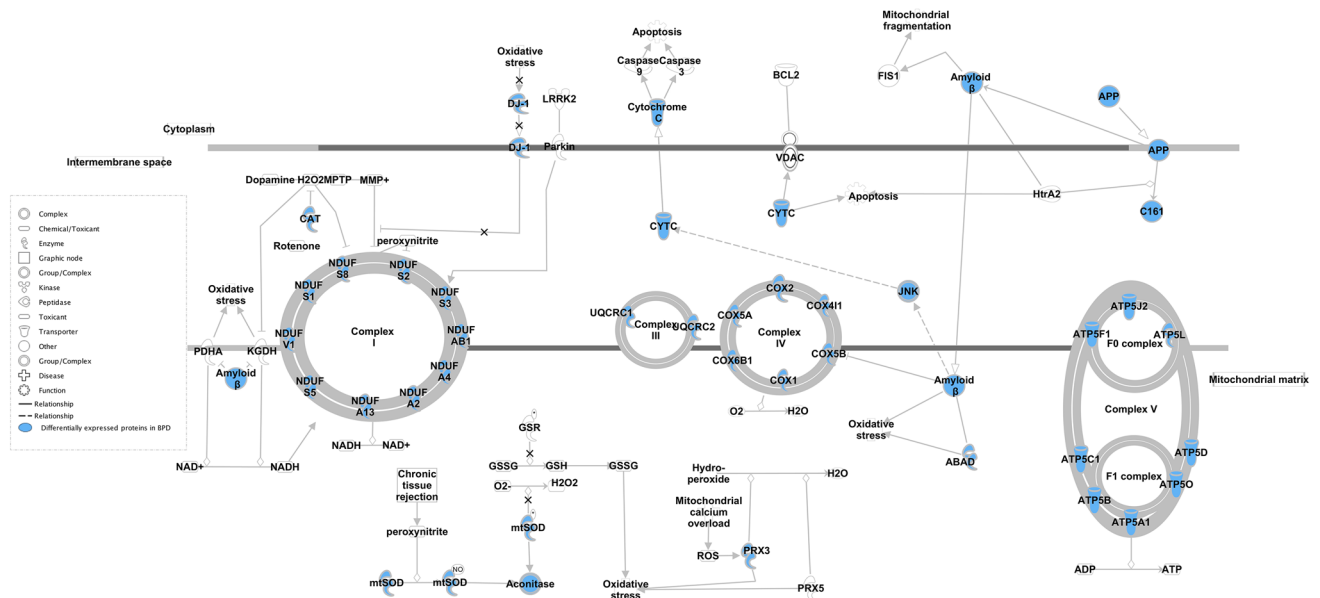 Mitochondrial
fragmentation
Apoptosis
Oxidative
stress
Caspase
9
Caspase
3
BCL2
FIS1
Amyloid
β
LRRK2
DJ-1
Cytochrome
C
APP
Cytoplasm
DJ-1
Parkin
VDAC
APP
Intermembrane space
Dopamine
H2O2
MPTP
MMP+
Apoptosis
HtrA2
CAT
CYTC
CYTC
C161
Complex
Chemical/Toxicant
Enzyme
Graphic node
Group/Complex
Kinase
Peptidase
Toxicant
Transporter
Other
Group/Complex
Disease
Function
Relationship
Relationship
Differentially expressed proteins in BPD
Rotenone
peroxynitrite
Oxidative
stress
NDUF
S8
NDUF
S2
NDUF
S1
NDUF
S3
NDUF
V1
NDUF
AB1
Complex
I
NDUF
A4
NDUF
S5
NDUF
A2
NDUF
A13
PDHA
KGDH
Amyloid
β
NAD+
NADH
NADH
NAD+
UQCRC1
Complex
III
UQCRC2
COX2
COX5A
COX4I1
Complex
IV
COX6B1
COX5B
COX1
O2
H2O
JNK
Amyloid
β
Oxidative
stress
ABAD
ATP5J2
ATP5F1
ATP5L
F0 complex
Mitochondrial matrix
Complex V
ATP5C1
ATP5D
F1 complex
ATP5O
ATP5B
ATP5A1
ADP
ATP
GSR
GSSG
GSH
GSSG
O2-
H2O2
Chronic
tissue
rejection
peroxynitrite
mtSOD
mtSOD
NO
mtSOD
Aconitase
Oxidative
stress
Hydro-
peroxide
H2O
Mitochondrial
calcium
overload
ROS
PRX3
PRX5